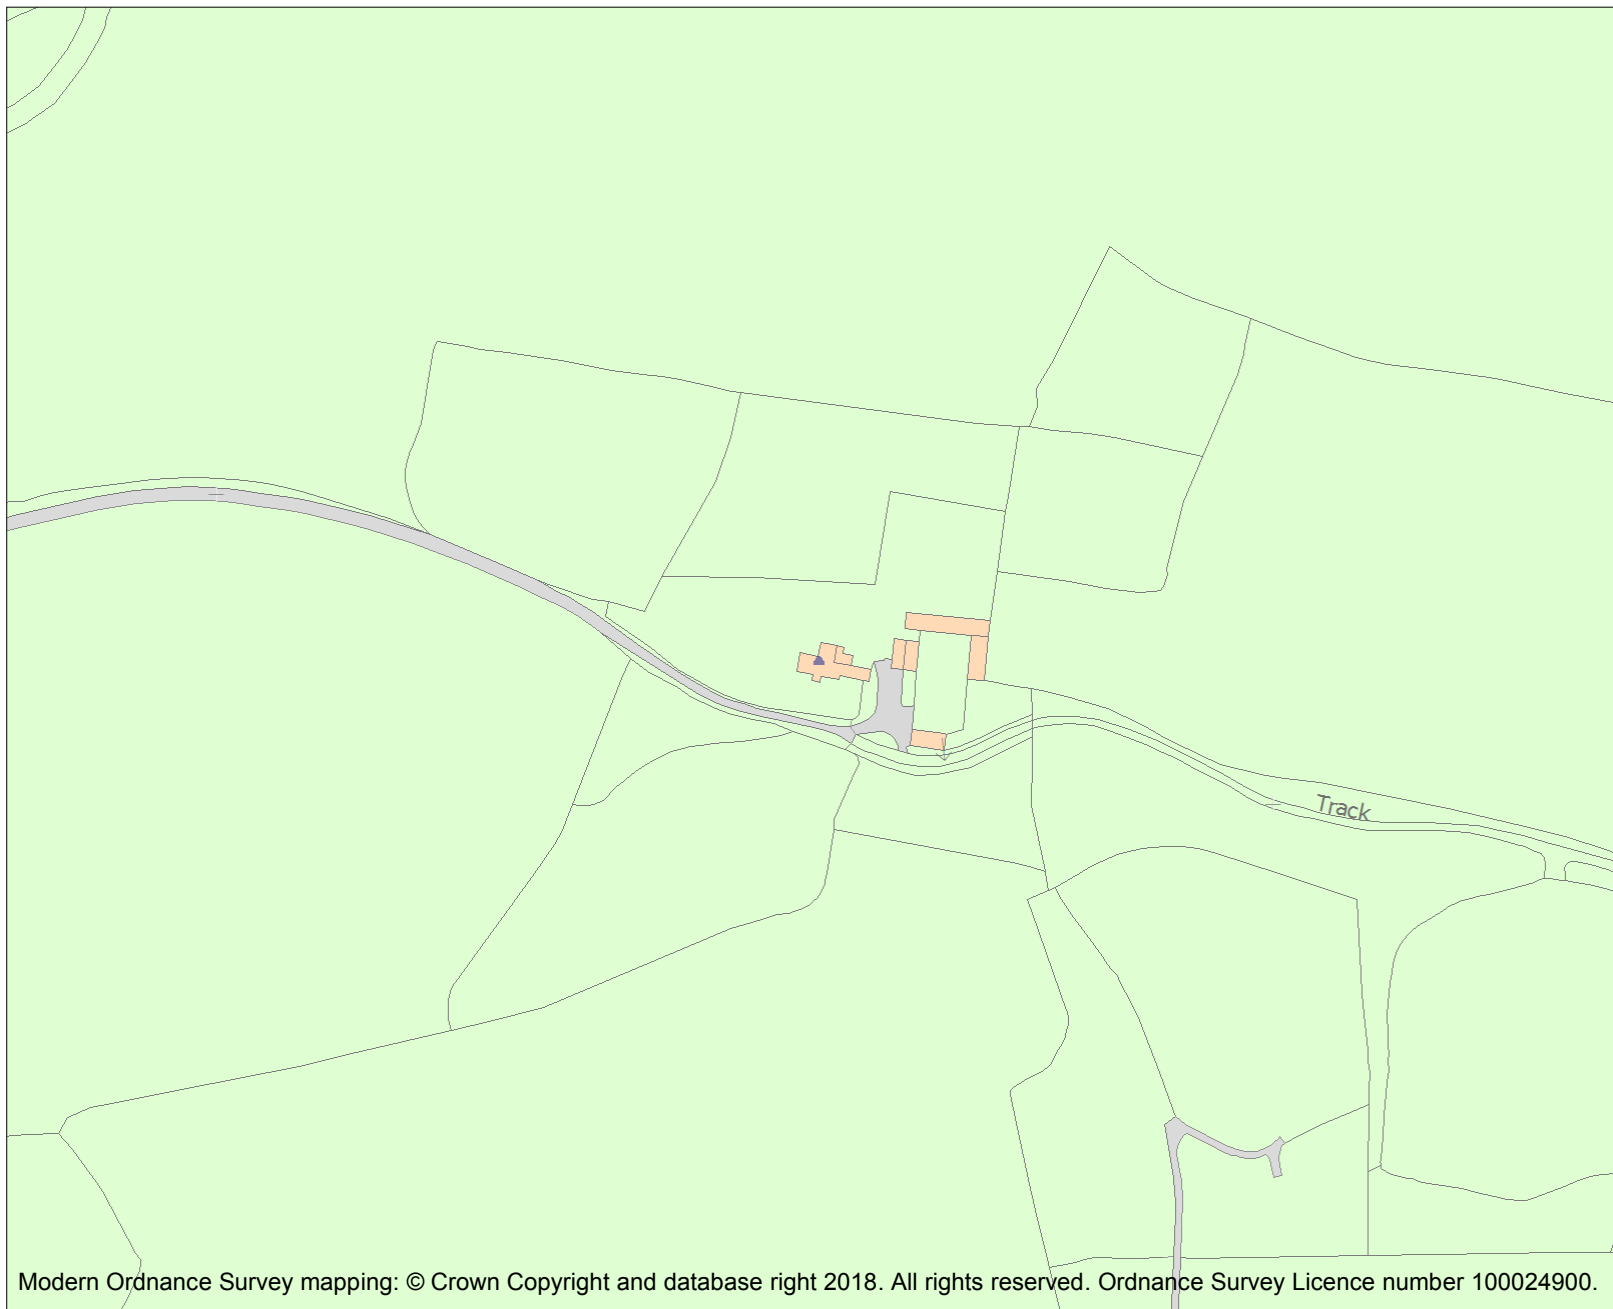 Track
Modern Ordnance Survey mapping: © Crown Copyright and database right 2018. All rights reserved. Ordnance Survey Licence number 100024900.